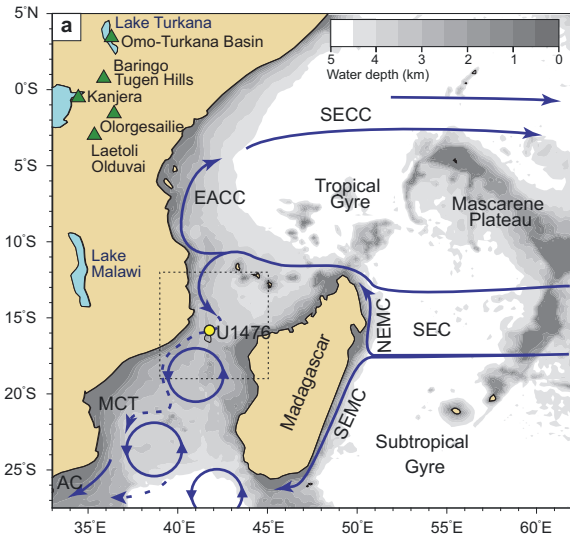 a
Lake Turkana
Omo-Turkana Basin
Baringo
Tugen Hills
Kanjera
Olorgesailie
Laetoli
Olduvai
5 4 3 2 1 0
Water depth (km)
0°N
5°S
10°S
15°S
20°S
25°S
SECC
EACC
Tropical
Gyre
Mascarene
Plateau
Lake
Malawi
U1476
NEMC
SEC
Madagascar
MCT
SEMC
Subtropical
Gyre
AC
35°E 40°E 45°E 50°E 55°E 60°E